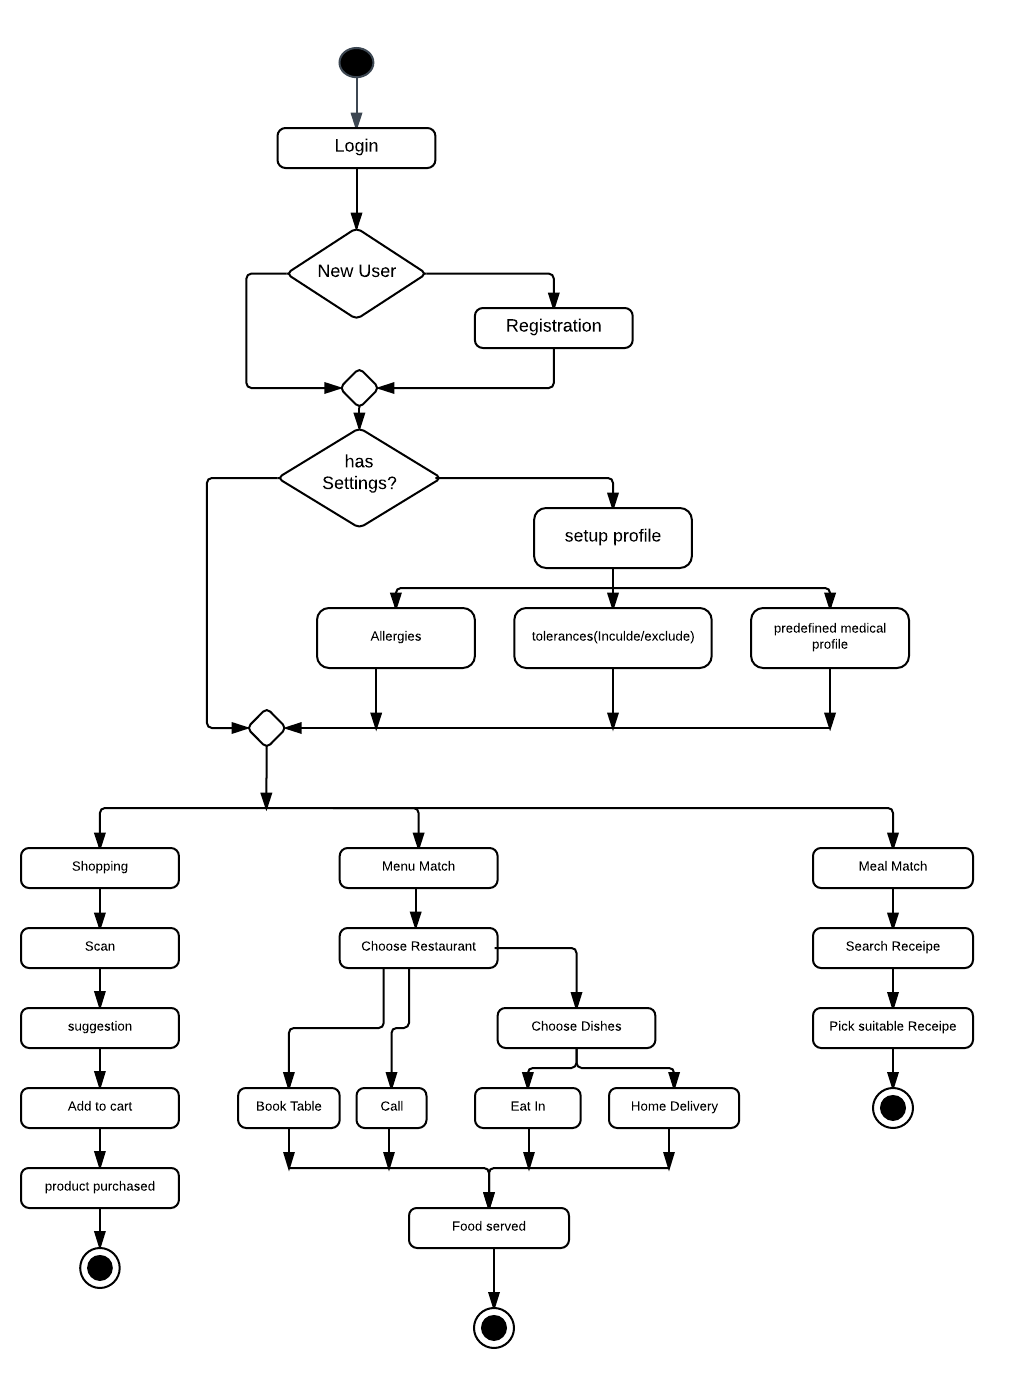 Login
New User
Registration
has
Settings?
setup profile
Allergies
tolerances(Inculde/exclude)
predefined medical
profile
Shopping
Menu Match
Meal Match
Scan
Choose Restaurant
Search Receipe
suggestion
Choose Dishes
Pick suitable Receipe
Add to cart
Book Table
Call
Eat In
Home Delivery
product purchased
Food served